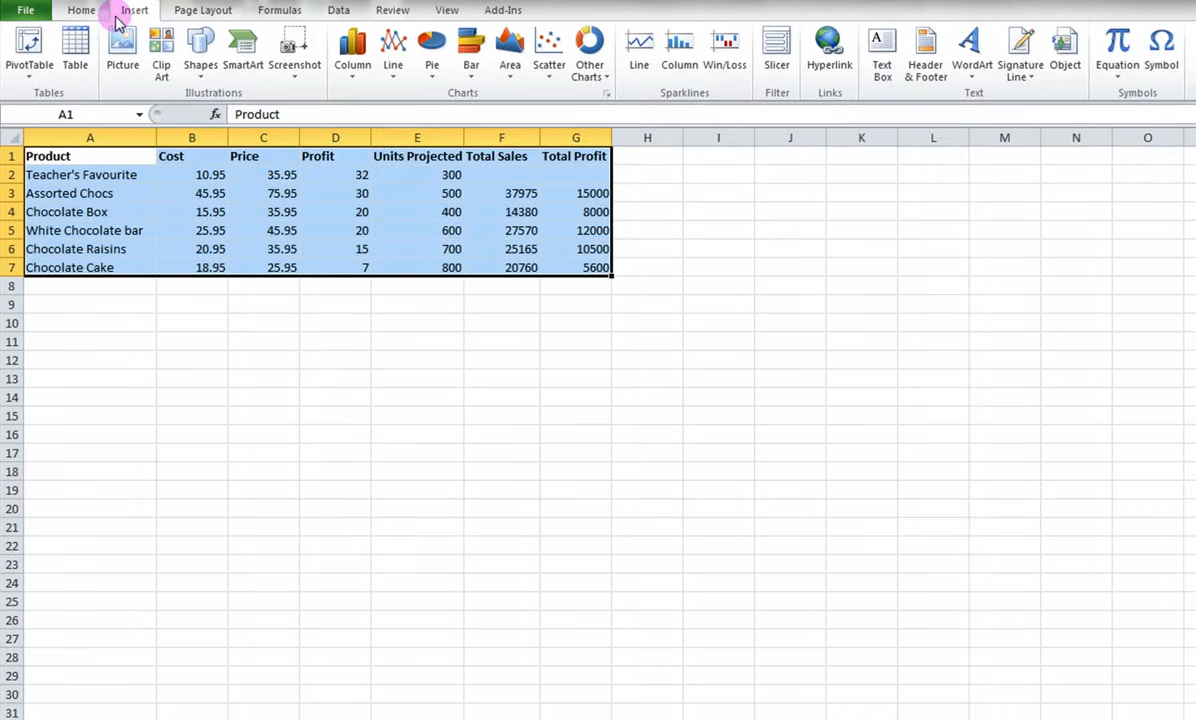 File Home Insert Page Layout Formulas Data Review View Add-Ins
PivotTable Table Picture Clip Art Shapes SmartArt Screenshot Column Line Pie Bar Area Scatter Other Charts Line Column Win/Loss Slicer Hyperlink Text Box Header & Footer WordArt Signature Line Object Equation Symbol
Tables Illustrations Charts Sparklines Filter Links Text Symbols
A1 fx Product
A B C D E F G H I J K L M N O
1 Product Cost Price Profit Units Projected Total Sales Total Profit
2 Teacher's Favourite 10.95 35.95 32 300
3 Assorted Chocs 45.95 75.95 30 500 37975 15000
4 Chocolate Box 15.95 35.95 20 400 14380 8000
5 White Chocolate bar 25.95 45.95 20 600 27570 12000
6 Chocolate Raisins 20.95 35.95 15 700 25165 10500
7 Chocolate Cake 18.95 25.95 7 800 20760 5600
8
9
10
11
12
13
14
15
16
17
18
19
20
21
22
23
24
25
26
27
28
29
30
31